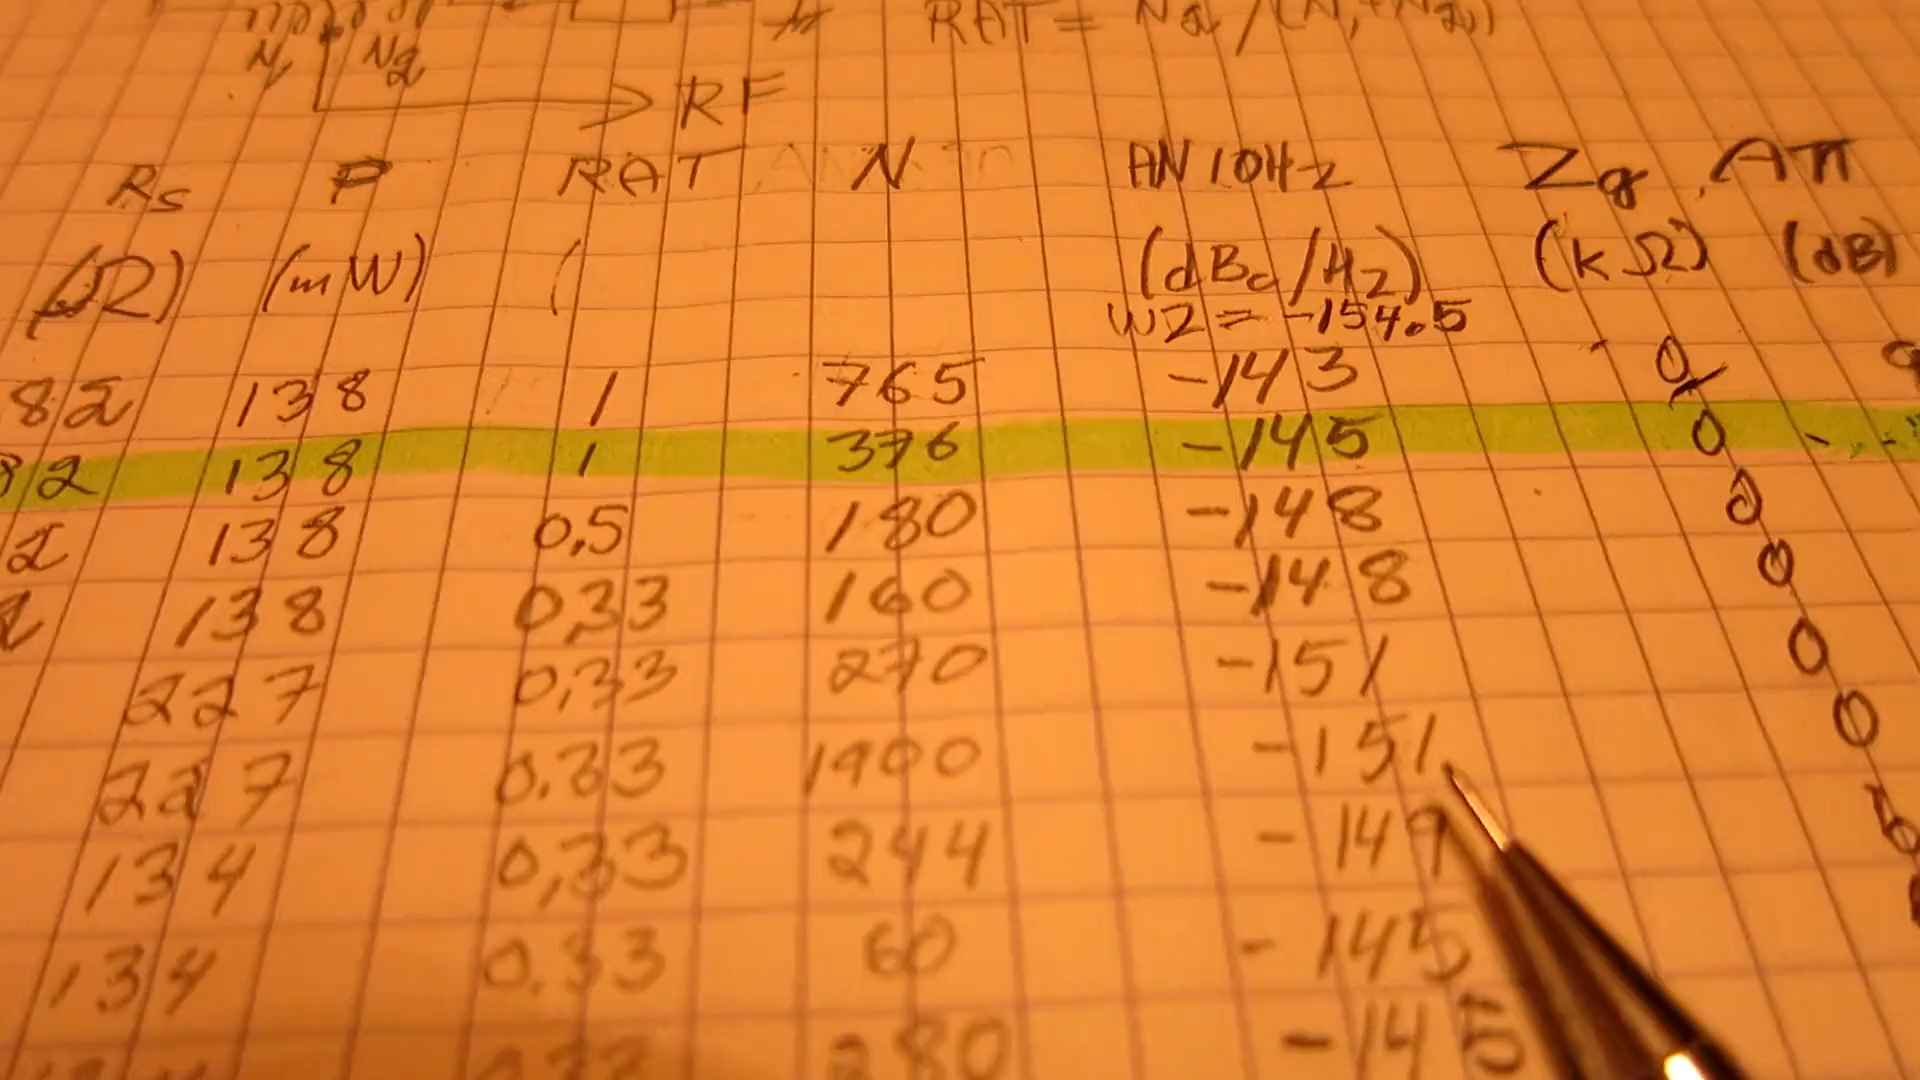 N1 N2 RAT = N2/(N1+N2)
RF
Rs P RAT N AN 10Hz Zg ATT
(Ω) (mW) ( (dBc/Hz) (kΩ) (dB)
WZ = -154.5
82 138 1 765 -143 0
82 138 1 376 -145 0
2 138 0,5 180 -148 0
2 138 0,33 160 -148 0
227 0,33 270 -151 0
227 0.33 1900 -151 0
134 0,33 244 -149
134 0.33 60 -145
280 -145